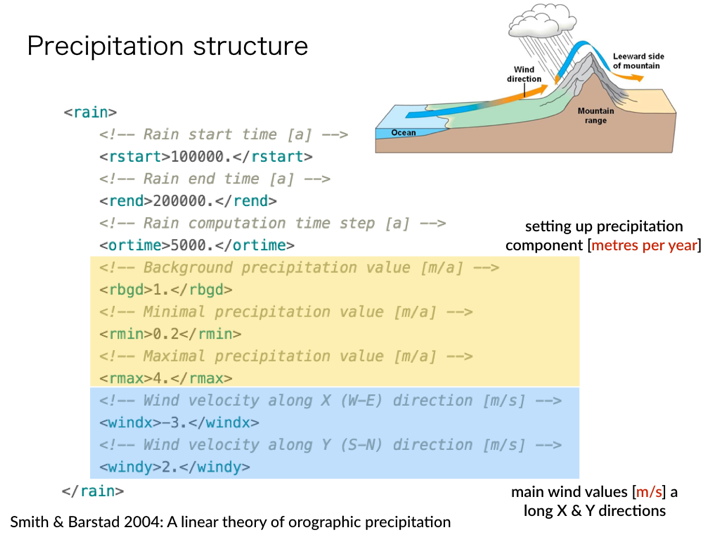 Precipitation structure
Wind
direction
Leeward side
of mountain
Mountain
range
Ocean
<rain>
<!-- Rain start time [a] -->
<rstart>100000.</rstart>
<!-- Rain end time [a] -->
<rend>200000.</rend>
<!-- Rain computation time step [a] -->
<ortime>5000.</ortime>
<!-- Background precipitation value [m/a] -->
<rbgd>1.</rbgd>
<!-- Minimal precipitation value [m/a] -->
<rmin>0.2</rmin>
<!-- Maximal precipitation value [m/a] -->
<rmax>4.</rmax>
<!-- Wind velocity along X (W-E) direction [m/s] -->
<windx>-3.</windx>
<!-- Wind velocity along Y (S-N) direction [m/s] -->
<windy>2.</windy>
</rain>
setting up precipitation
component [metres per year]
main wind values [m/s] a
long X & Y directions
Smith & Barstad 2004: A linear theory of orographic precipitation